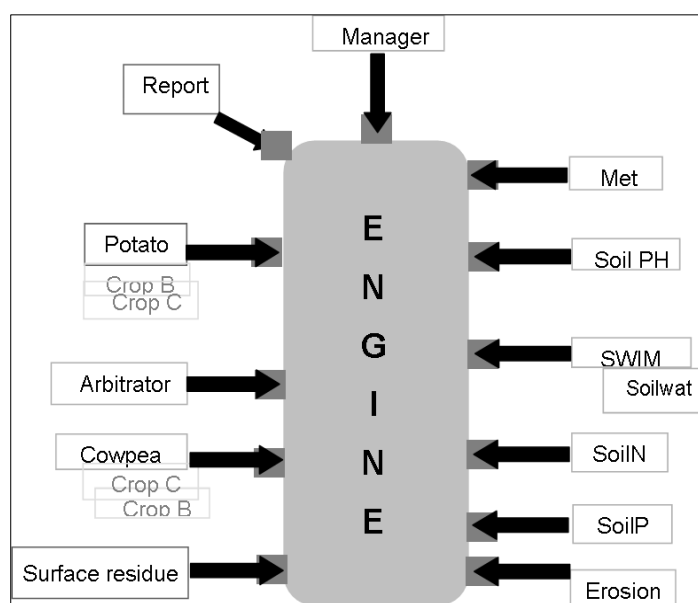 Manager
Report
Met
Potato
Crop B
Crop C
Soil PH
SWIM
Soilwat
Arbitrator
Cowpea
Crop C
Crop B
SoilN
SoilP
Surface residue
Erosion
E
N
G
I
N
E